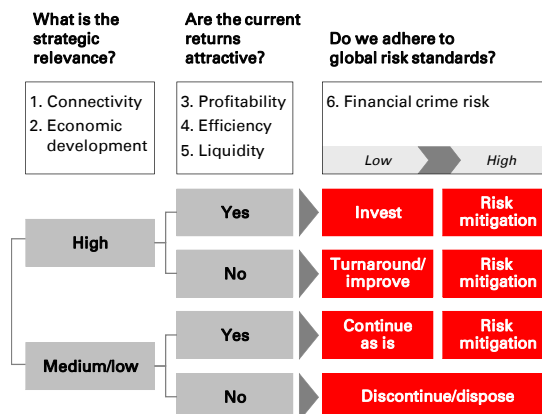 What is the
strategic
relevance?
Are the current
returns
attractive?
Do we adhere to
global risk standards?
1. Connectivity
2. Economic
development
3. Profitability
4. Efficiency
5. Liquidity
6. Financial crime risk
Low
High
High
Yes
Invest
Risk
mitigation
No
Turnaround/
improve
Risk
mitigation
Medium/low
Yes
Continue
as is
Risk
mitigation
No
Discontinue/dispose